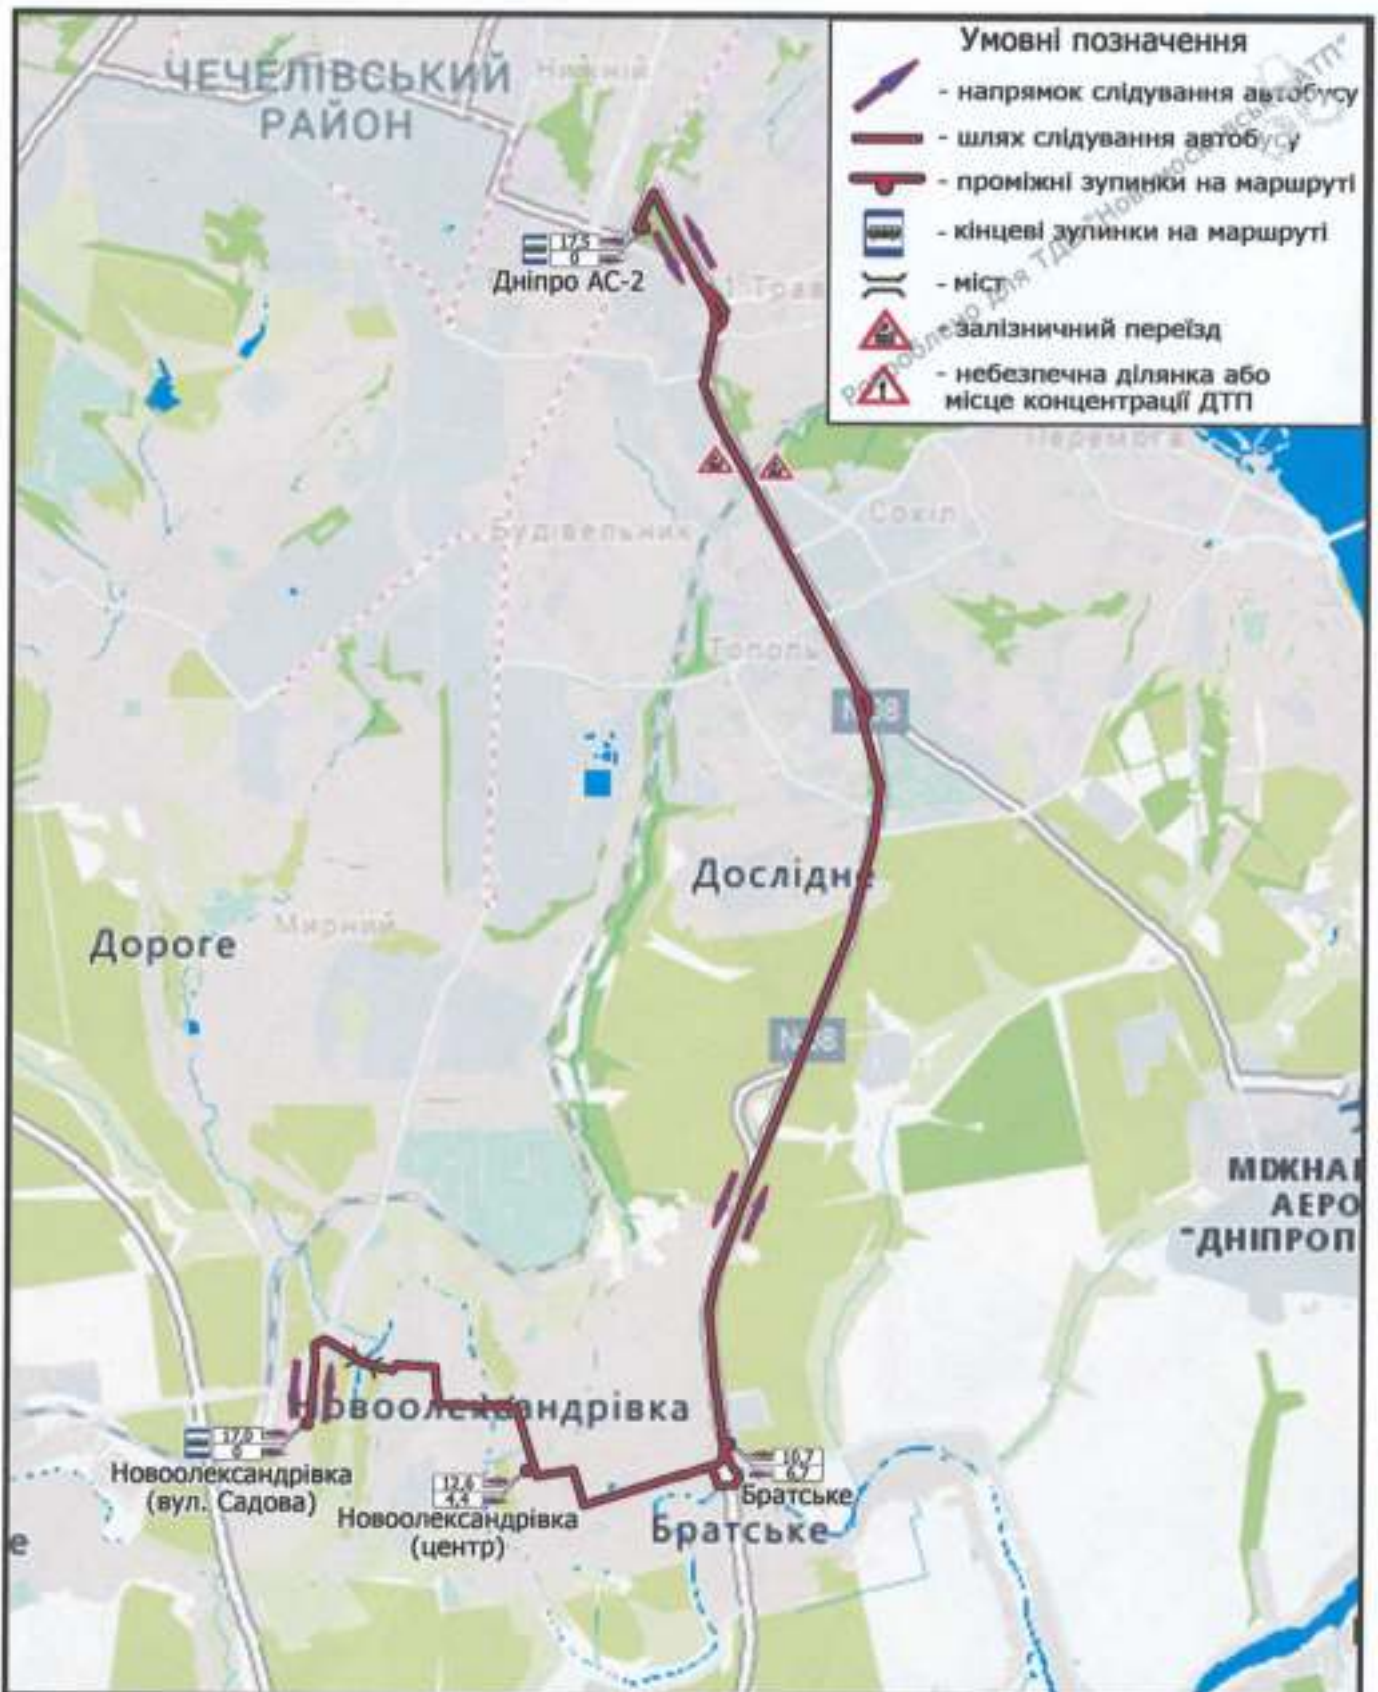 Умовні позначення
- напрямок слідування автобусу
- шлях слідування автобусу
- проміжні зупинки на маршруті
- кінцеві зупинки на маршруті
- міст
- залізничний переїзд
- небезпечна ділянка або
місце концентрації ДТП
ЧЕЧЕЛІВСЬКИЙ
РАЙОН
Нижній
17,5
0
Дніпро АС-2
Перемога
Сокіл
Будівельник
Тополь
Дослідне
Дороге
Мирний
МІЖНА
АЕРО
"ДНІПРОП
Новоолександрівка
17,0
0
Новоолександрівка
(вул. Садова)
12,6
4,4
Новоолександрівка
(центр)
10,7
6,7
Братське
Братське
е